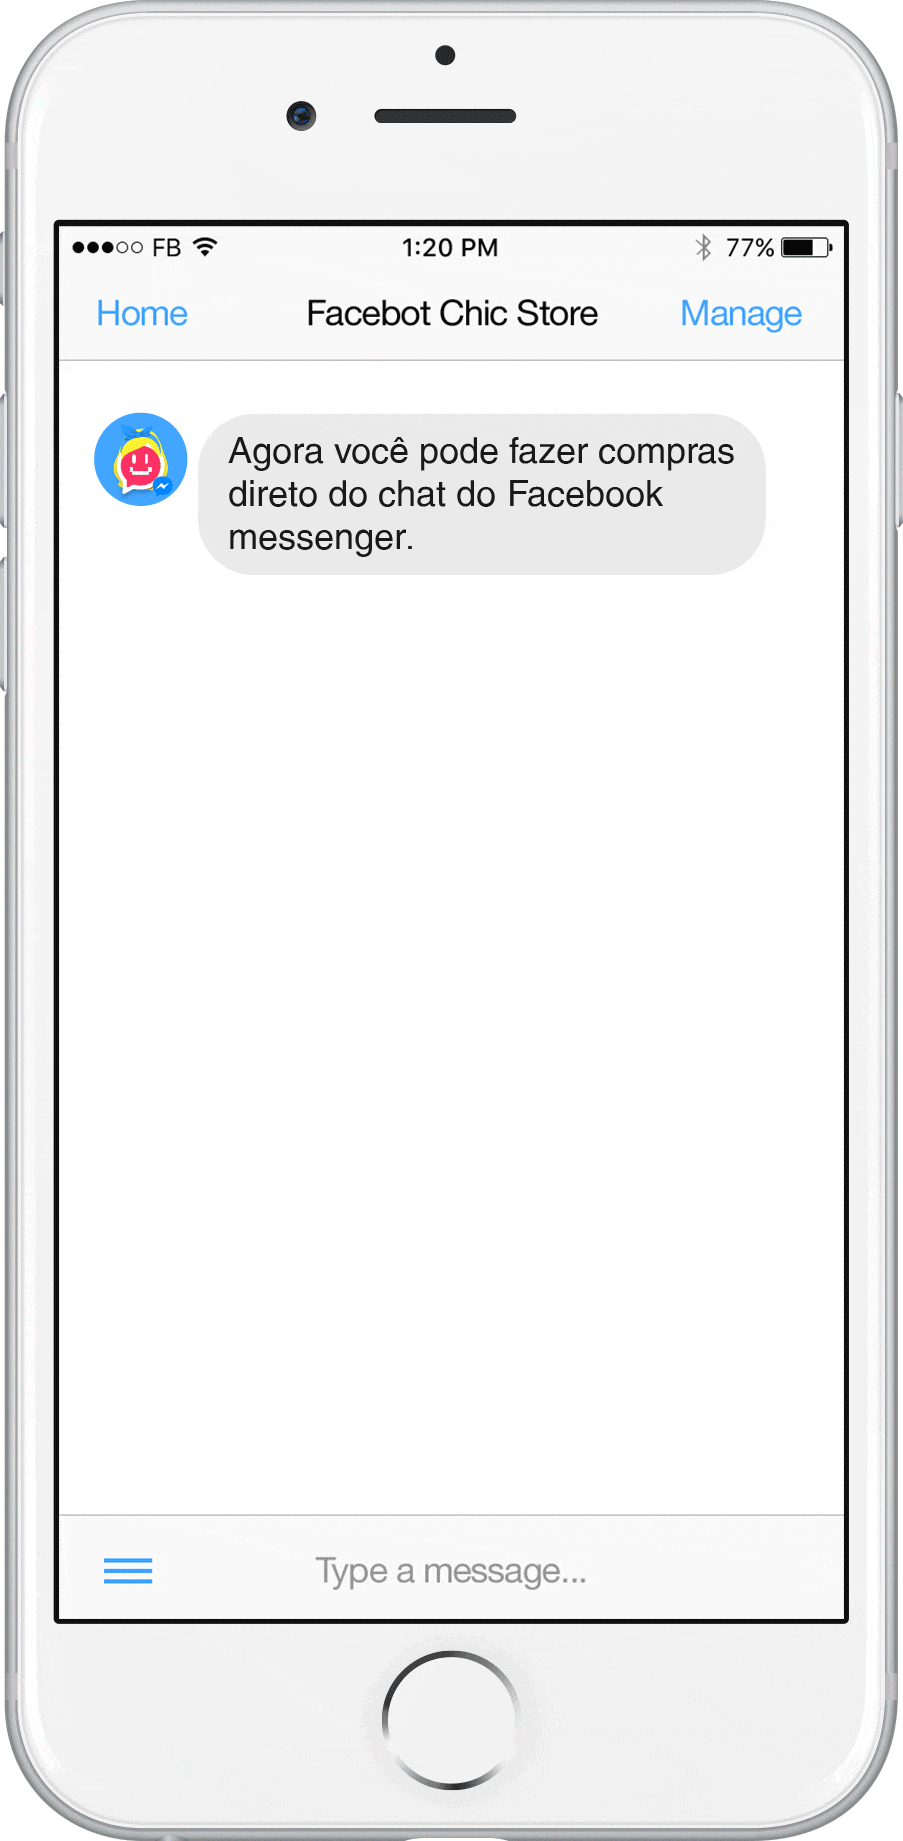 FB 1:20 PM 77%
Home Facebot Chic Store Manage
Agora você pode fazer compras
direto do chat do Facebook
messenger.
Type a message...